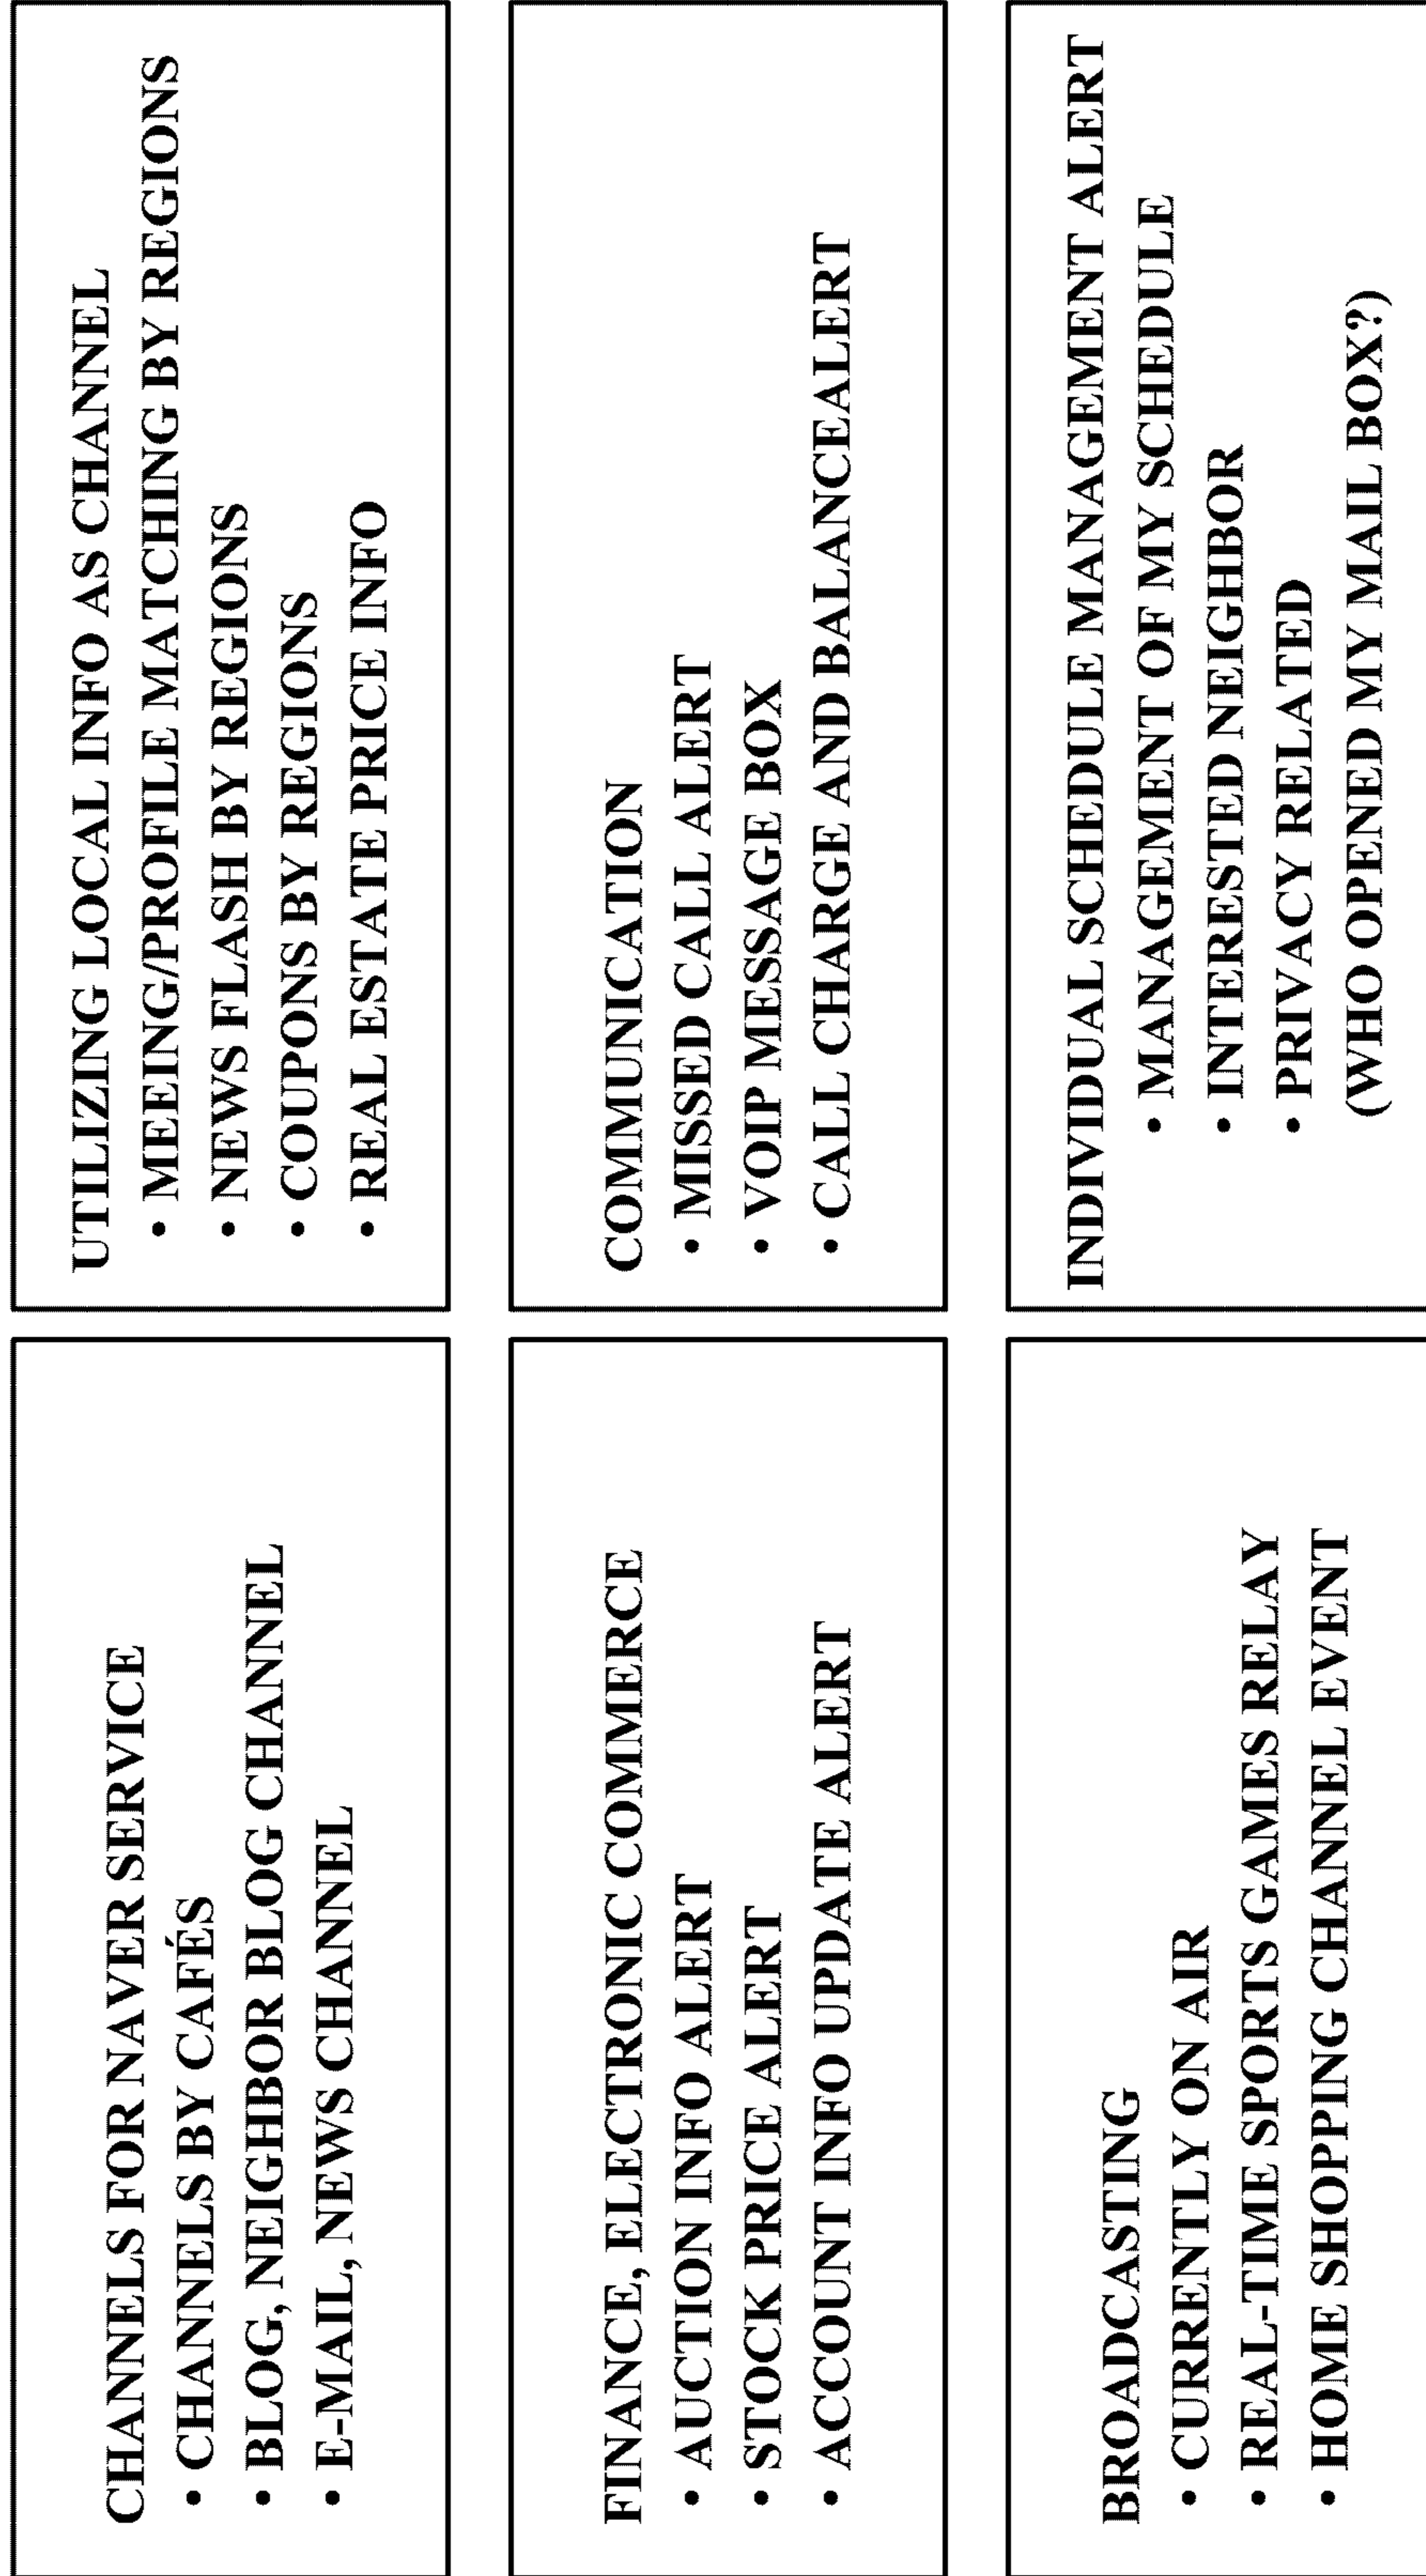 CHANNELS FOR NAVER SERVICE
• CHANNELS BY CAFÉS
• BLOG, NEIGHBOR BLOG CHANNEL
• E-MAIL, NEWS CHANNEL
UTILIZING LOCAL INFO AS CHANNEL
• MEEING/PROFILE MATCHING BY REGIONS
• NEWS FLASH BY REGIONS
• COUPONS BY REGIONS
• REAL ESTATE PRICE INFO
FINANCE, ELECTRONIC COMMERCE
• AUCTION INFO ALERT
• STOCK PRICE ALERT
• ACCOUNT INFO UPDATE ALERT
COMMUNICATION
• MISSED CALL ALERT
• VOIP MESSAGE BOX
• CALL CHARGE AND BALANCEALERT
BROADCASTING
• CURRENTLY ON AIR
• REAL-TIME SPORTS GAMES RELAY
• HOME SHOPPING CHANNEL EVENT
INDIVIDUAL SCHEDULE MANAGEMENT ALERT
• MANAGEMENT OF MY SCHEDULE
• INTERESTED NEIGHBOR
• PRIVACY RELATED
(WHO OPENED MY MAIL BOX?)